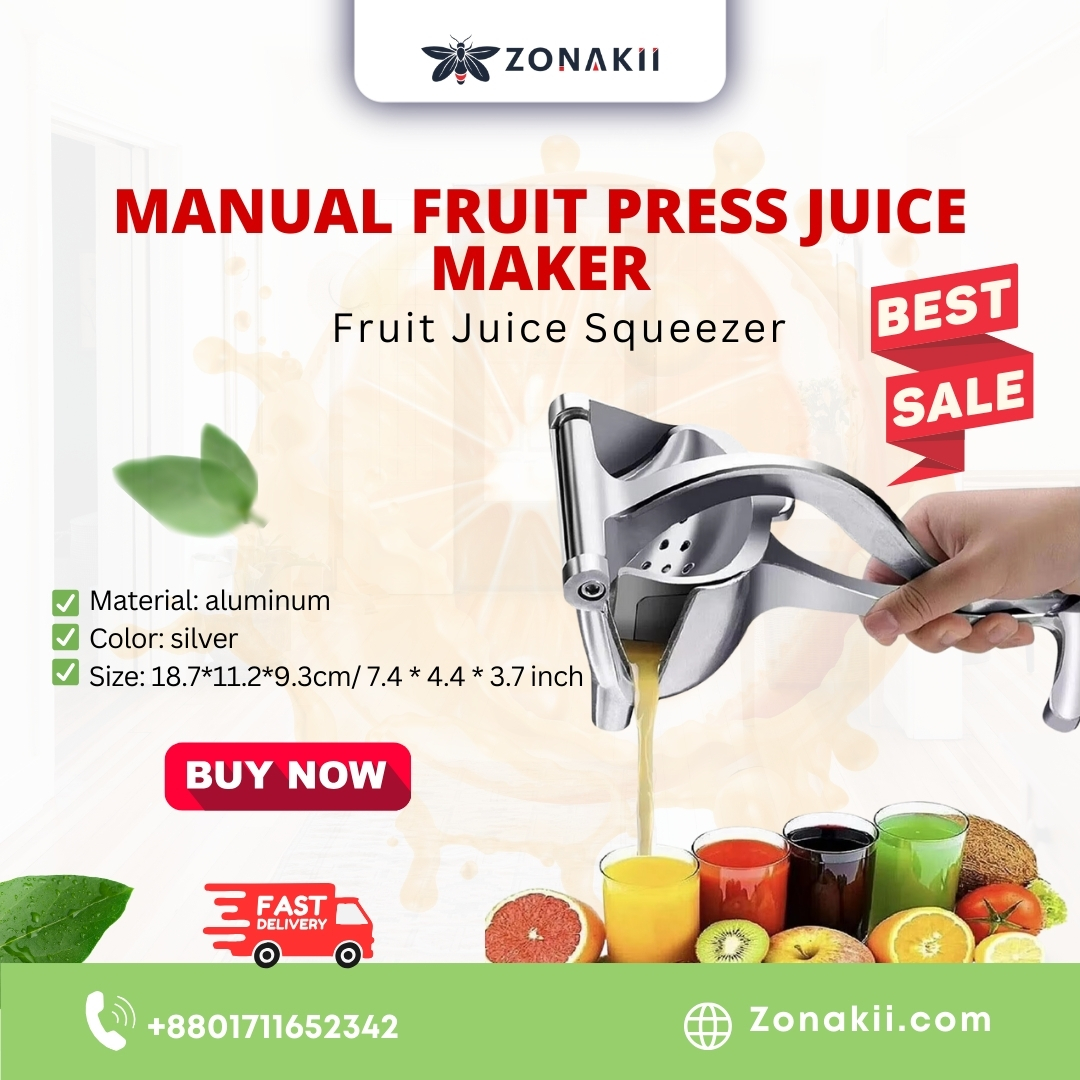 ZONAKII
MANUAL FRUIT PRESS JUICE
MAKER
Fruit Juice Squeezer
BEST
SALE
Material: aluminum
Color: silver
Size: 18.7*11.2*9.3cm/ 7.4 * 4.4 * 3.7 inch
BUY NOW
FAST
DELIVERY
+8801711652342
Zonakii.com